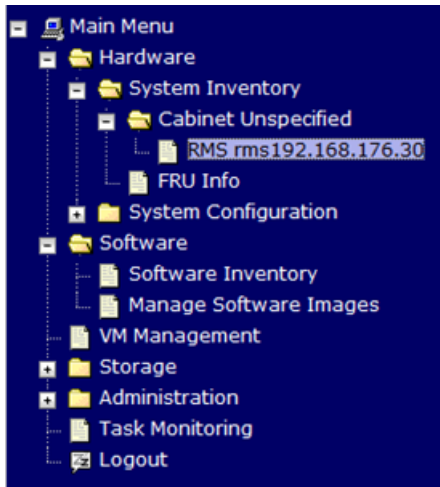 Main Menu
Hardware
System Inventory
Cabinet Unspecified
RMS rms192.168.176.30
FRU Info
System Configuration
Software
Software Inventory
Manage Software Images
VM Management
Storage
Administration
Task Monitoring
Logout